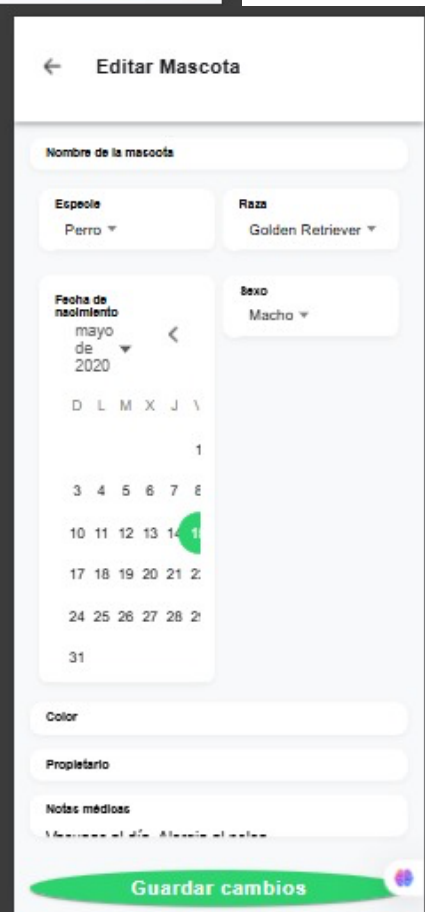 Editar Mascota
Nombre de la mascota
Especie
Perro
Raza
Golden Retriever
Fecha de
nacimiento
mayo
de
2020
Sexo
Macho
D L M X J
1
3 4 5 6 7
10 11 12 13 14
17 18 19 20 21
24 25 26 27 28
31
Color
Propietario
Notas médicas
Guardar cambios